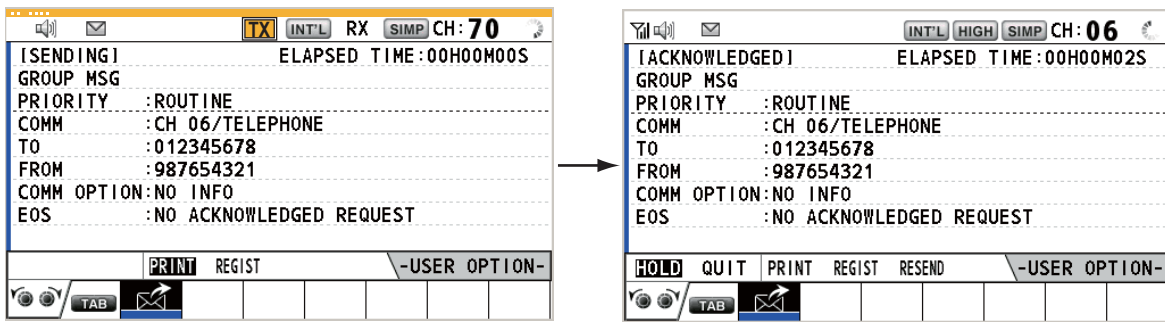 TX INT'L RX SIMP CH:70
[SENDING] ELAPSED TIME:00H00M00S
GROUP MSG
PRIORITY :ROUTINE
COMM :CH 06/TELEPHONE
TO :012345678
FROM :987654321
COMM OPTION:NO INFO
EOS :NO ACKNOWLEDGED REQUEST
PRINT REGIST -USER OPTION-
TAB
INT'L HIGH SIMP CH:06
[ACKNOWLEDGED] ELAPSED TIME:00H00M02S
GROUP MSG
PRIORITY :ROUTINE
COMM :CH 06/TELEPHONE
TO :012345678
FROM :987654321
COMM OPTION:NO INFO
EOS :NO ACKNOWLEDGED REQUEST
HOLD QUIT PRINT REGIST RESEND -USER OPTION-
TAB